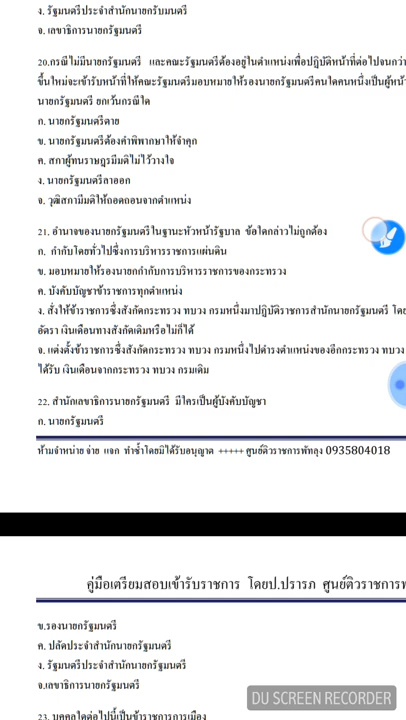 ง. รัฐมนตรีประจำสำนักนายกรับมนตรี
จ. เลขาธิการนายกรัฐมนตรี
20.กรณีไม่มีนายกรัฐมนตรี และคณะรัฐมนตรีต้องอยู่ในตำแหน่งเพื่อปฏิบัติหน้าที่ต่อไปจนกว่า
ขึ้นใหม่จะเข้ารับหน้าที่ให้คณะรัฐมนตรีมอบหมายให้รองนายกรัฐมนตรีคนใดคนหนึ่งเป็นผู้หน้า
นายกรัฐมนตรี ยกเว้นกรณีใด
ก. นายกรัฐมนตรีตาย
ข. นายกรัฐมนตรีต้องคำพิพากษาให้จำคุก
ค. สภาผู้ทนราษฎรมีมติไม่ไว้วางใจ
ง. นายกรัฐมนตรีลาออก
จ. วุฒิสภามีมติให้ถอดถอนจากตำแหน่ง
21. อำนาจของนายกรัฐมนตรีในฐานะหัวหน้ารัฐบาล ข้อใดกล่าวไม่ถูกต้อง
ก. กำกับโดยทั่วไปซึ่งการบริหารราชการแผ่นดิน
ข. มอบหมายให้รองนายกกำกับการบริหารราชการของกระทรวง
ค. บังคับบัญชาข้าราชการทุกตำแหน่ง
ง. สั่งให้ข้าราชการซึ่งสังกัดกระทรวง ทบวง กรมหนึ่งมาปฏิบัติราชการสำนักนายกรัฐมนตรี โดย
อัตรา เงินเดือนทางสังกัดเดิมหรือไม่ก็ได้
จ. แต่งตั้งข้าราชการซึ่งสังกัดกระทรวง ทบวง กรมหนึ่งไปดำรงตำแหน่งของอีกกระทรวง ทบวง
ได้รับ เงินเดือนจากกระทรวง ทบวง กรมเดิม
22. สำนักเลขาธิการนายกรัฐมนตรี มีใครเป็นผู้บังคับบัญชา
ก. นายกรัฐมนตรี
ห้ามจำหน่าย จ่าย แจก ทำซ้ำโดยมิได้รับอนุญาต +++++ ศูนย์ติวราชการพัทลุง 0935804018
คู่มือเตรียมสอบเข้ารับราชการ โดยป.ปรารภ ศูนย์ติวราชการพ
ข.รองนายกรัฐมนตรี
ค. ปลัดประจำสำนักนายกรัฐมนตรี
ง. รัฐมนตรีประจำสำนักนายกรัฐมนตรี
จ.เลขาธิการนายกรัฐมนตรี
DU SCREEN RECORDER
23. บุคคลใดต่อไปนี้เป็นข้าราชการการเมือง